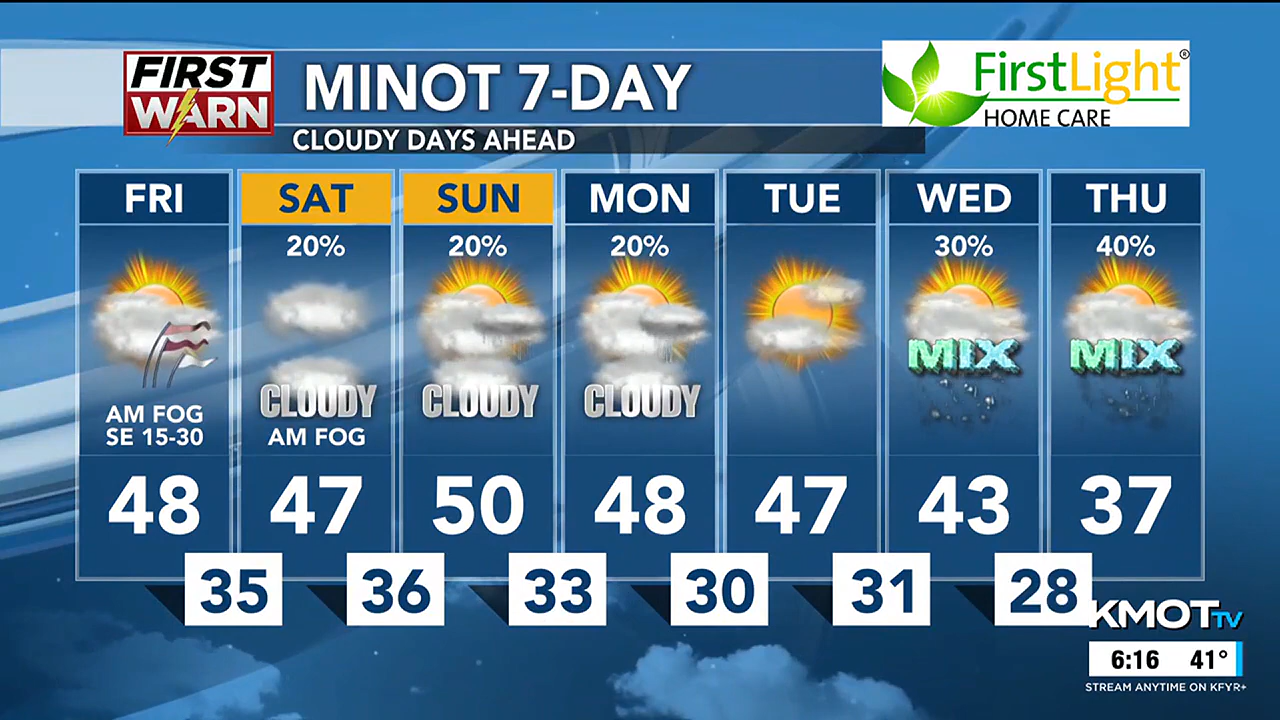 FIRST
WARN
MINOT 7-DAY
CLOUDY DAYS AHEAD
FirstLight®
HOME CARE
FRI SAT SUN MON TUE WED THU
20% 20% 20% 30% 40%
MIX MIX
CLOUDY CLOUDY CLOUDY
AM FOG
SE 15-30 AM FOG
48 47 50 48 47 43 37
35 36 33 30 31 28
KMOT TV
6:16 41°
STREAM ANYTIME ON KFYR+